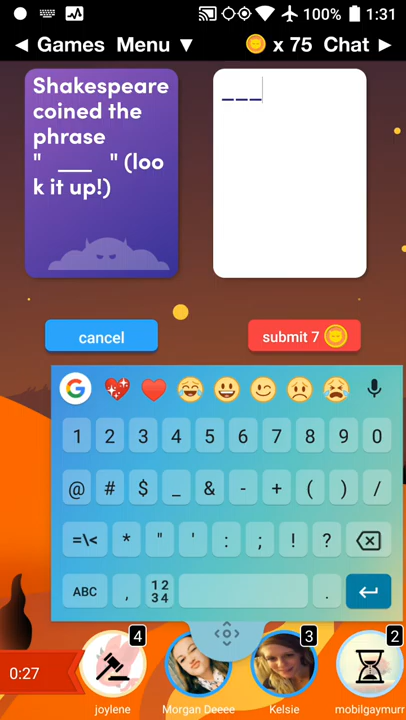 100% 1:31
◄ Games Menu ▼ x 75 Chat ►
Shakespeare
coined the
phrase
" ___ " (loo
k it up!)
___
cancel
submit 7
G
1 2 3 4 5 6 7 8 9 0
@ # $ _ & - + ( ) /
=\< * " ' : ; ! ?
ABC , 12 .
34
4 3 2
0:27
joylene Morgan Deeee Kelsie mobilgaymurr